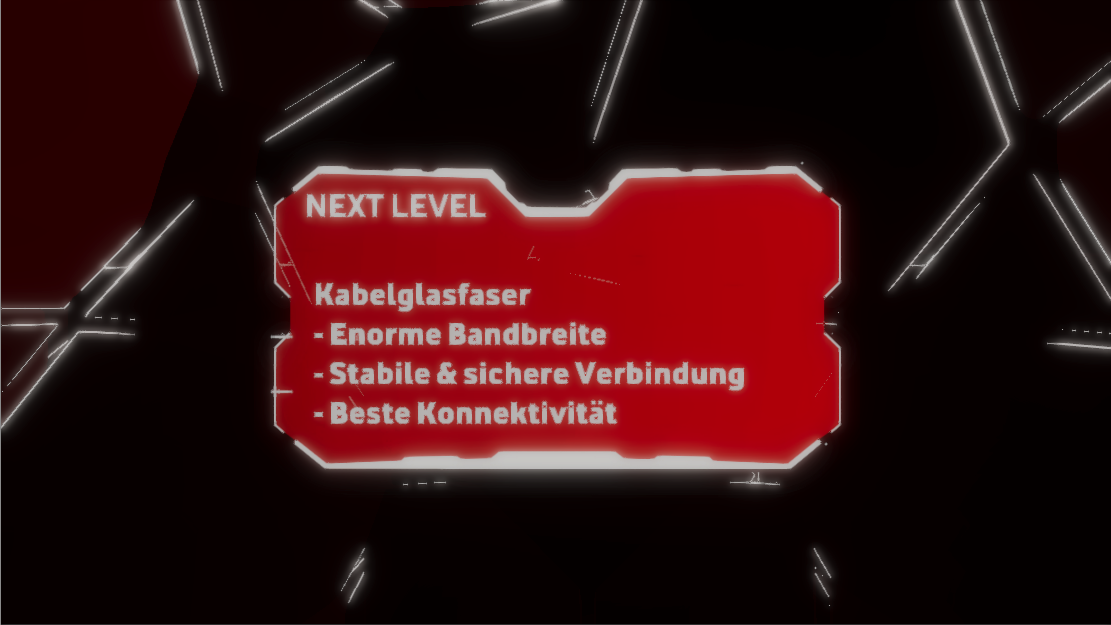 NEXT LEVEL
Kabelglasfaser
- Enorme Bandbreite
- Stabile & sichere Verbindung
- Beste Konnektivität